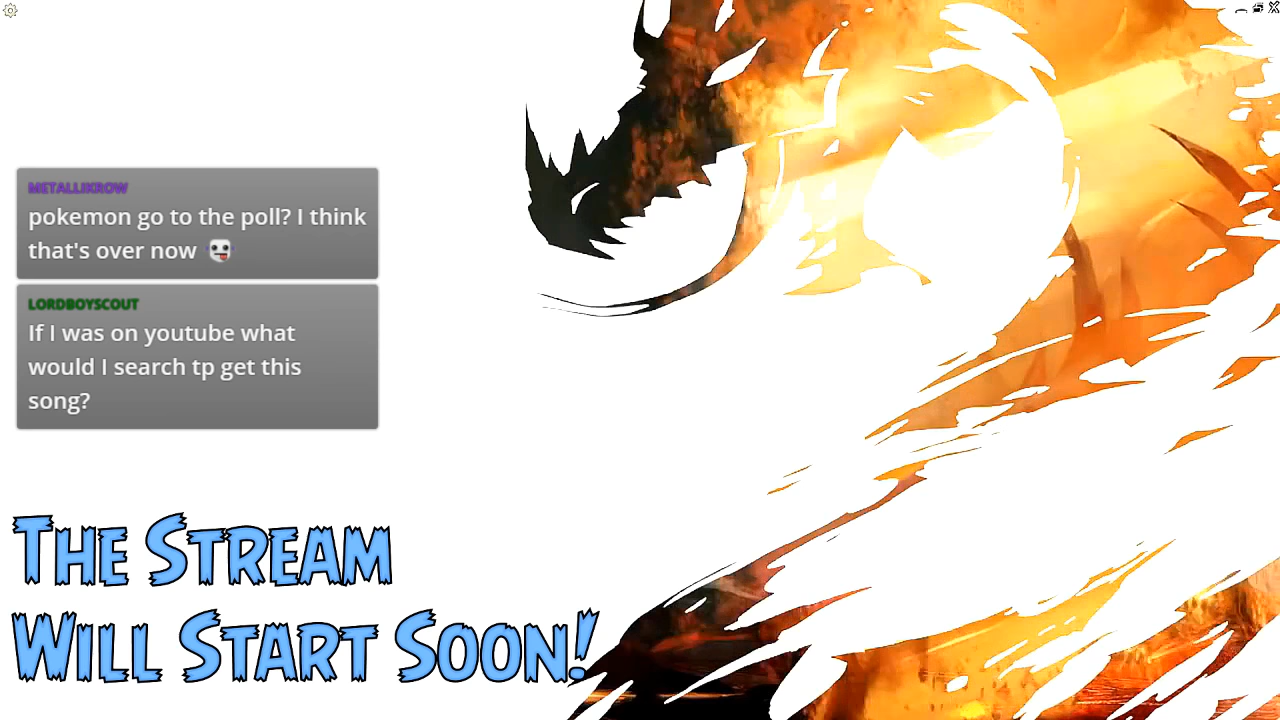 METALLIKROW
pokemon go to the poll? I think
that's over now
LORDBOYSCOUT
If I was on youtube what
would I search tp get this
song?
The Stream
Will Start Soon!